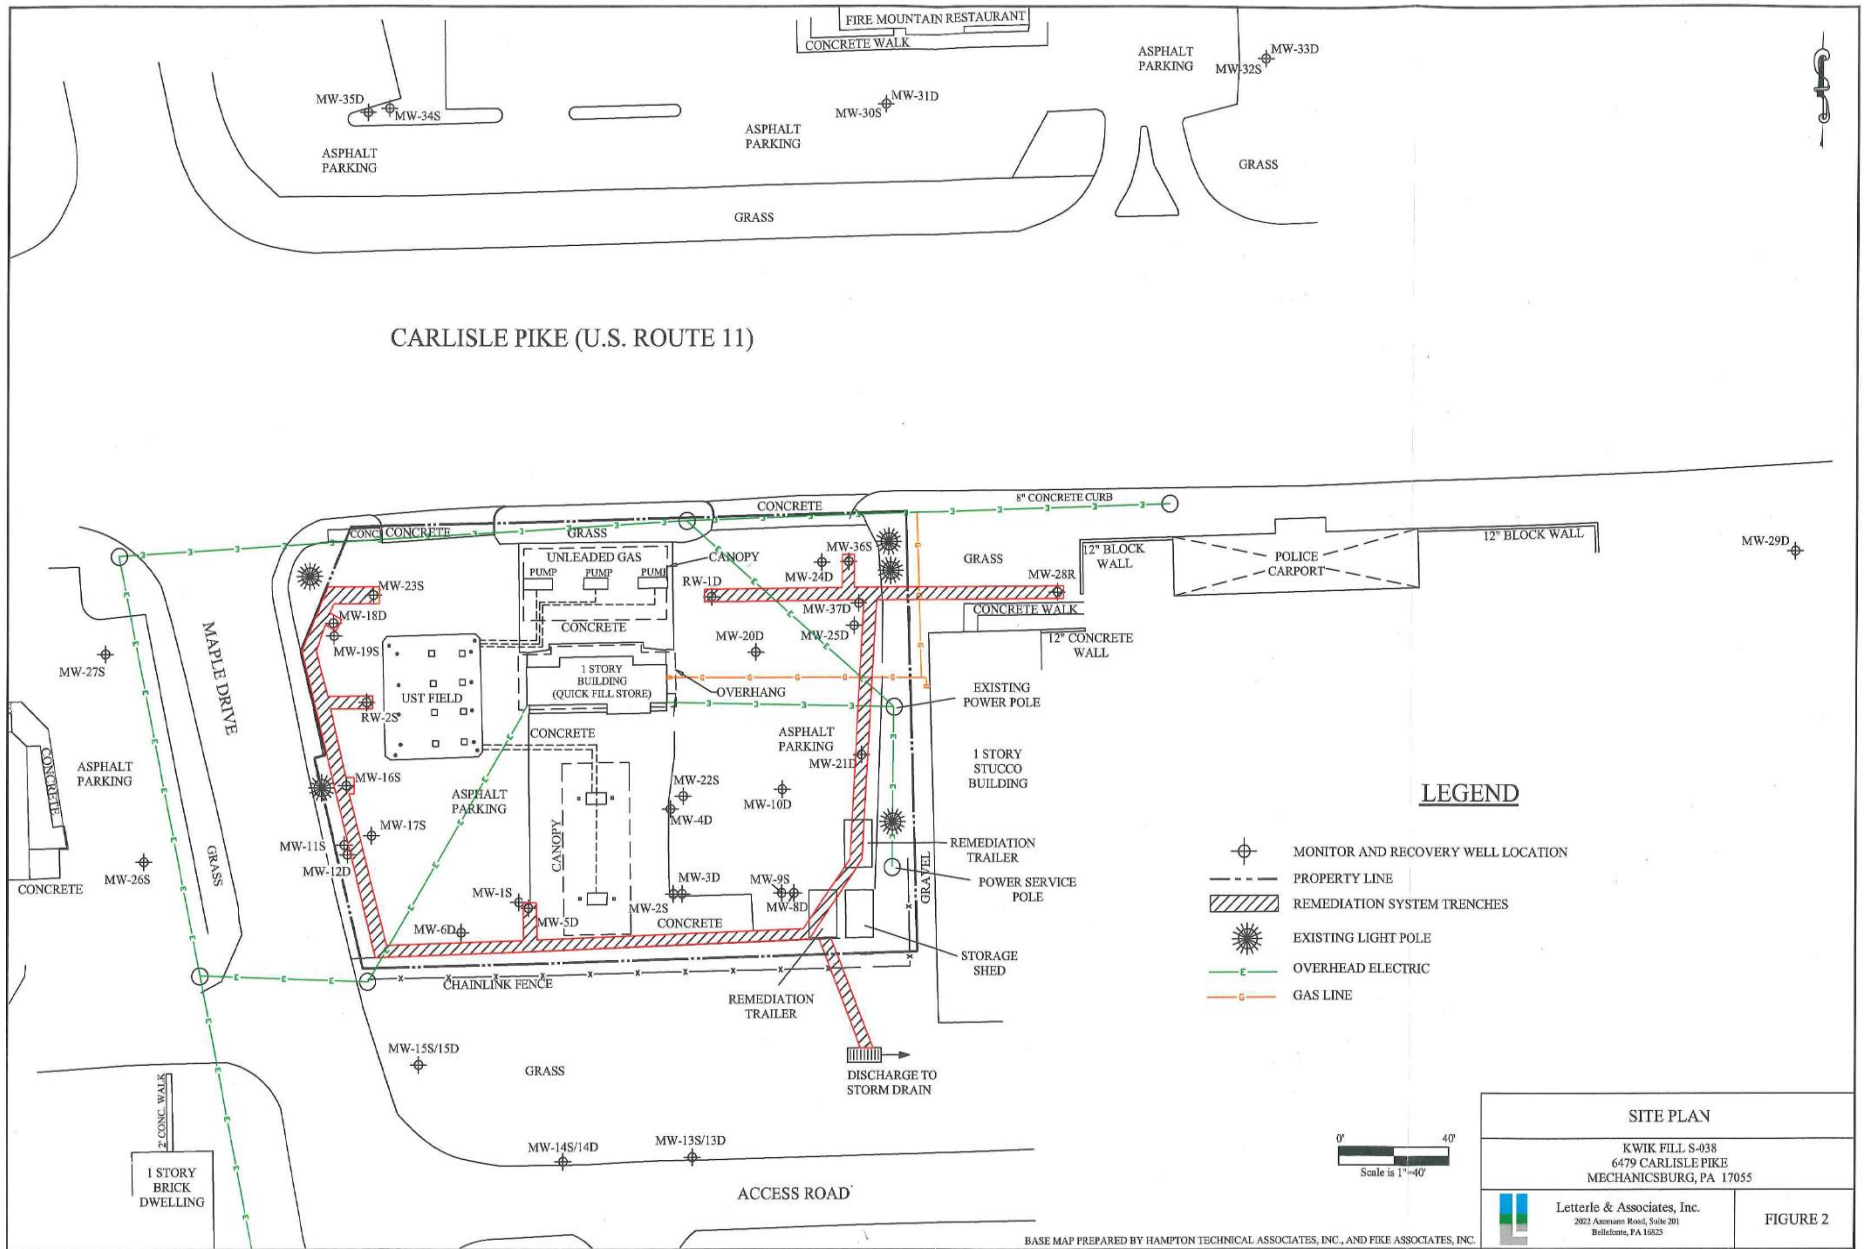 FIRE MOUNTAIN RESTAURANT
CONCRETE WALK
ASPHALT
PARKING
MW-33D
MW-32S
MW-35D
MW-34S
MW-31D
MW-30S
ASPHALT
PARKING
ASPHALT
PARKING
GRASS
GRASS
CARLISLE PIKE (U.S. ROUTE 11)
8" CONCRETE CURB
CONCRETE
CONC
CONCRETE
GRASS
UNLEADED GAS
CANOPY
PUMP
PUMP
PUMP
MW-36S
MW-24D
GRASS
12" BLOCK
WALL
POLICE
CARPORT
12" BLOCK WALL
MW-29D
MW-23S
RW-1D
MW-28R
MW-18D
MW-37D
CONCRETE WALK
CONCRETE
MW-20D
MW-25D
12" CONCRETE
WALL
MAPLE DRIVE
MW-19S
MW-27S
UST FIELD
1 STORY
BUILDING
(QUICK FILL STORE)
OVERHANG
EXISTING
POWER POLE
RW-2S
CONCRETE
ASPHALT
PARKING
MW-21D
1 STORY
STUCCO
BUILDING
CONCRETE
ASPHALT
PARKING
MW-16S
ASPHALT
PARKING
MW-22S
MW-10D
MW-4D
MW-17S
CANOPY
MW-11S
MW-12D
REMEDIATION
TRAILER
GRAVEL
GRASS
CONCRETE
MW-26S
MW-1S
MW-3D
MW-9S
POWER SERVICE
POLE
MW-2S
MW-8D
MW-5D
CONCRETE
MW-6D
STORAGE
SHED
CHAINLINK FENCE
REMEDIATION
TRAILER
LEGEND
MONITOR AND RECOVERY WELL LOCATION
PROPERTY LINE
REMEDIATION SYSTEM TRENCHES
EXISTING LIGHT POLE
E OVERHEAD ELECTRIC
G GAS LINE
MW-15S/15D
GRASS
DISCHARGE TO
STORM DRAIN
2' CONC. WALK
MW-14S/14D
MW-13S/13D
1 STORY
BRICK
DWELLING
ACCESS ROAD
0' 40'
Scale is 1"=40'
SITE PLAN
KWIK FILL S-038
6479 CARLISLE PIKE
MECHANICSBURG, PA 17055
Letterle & Associates, Inc.
2022 Axemann Road, Suite 201
Bellefonte, PA 16823
FIGURE 2
BASE MAP PREPARED BY HAMPTON TECHNICAL ASSOCIATES, INC., AND FIKE ASSOCIATES, INC.